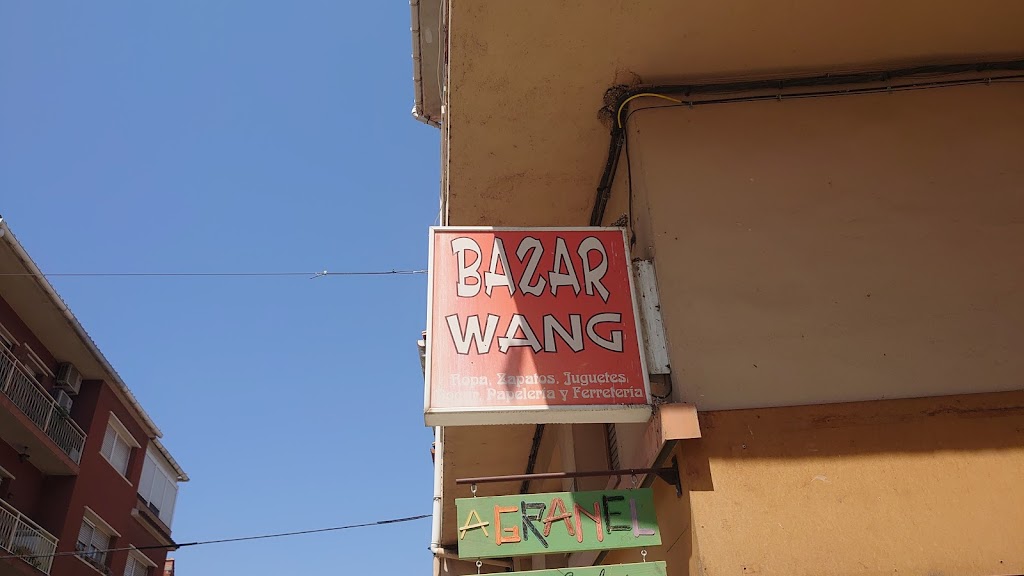 BAZAR
WANG
Ropa, Zapatos, Juguetes,
Papelería y Ferretería
AGRANEL